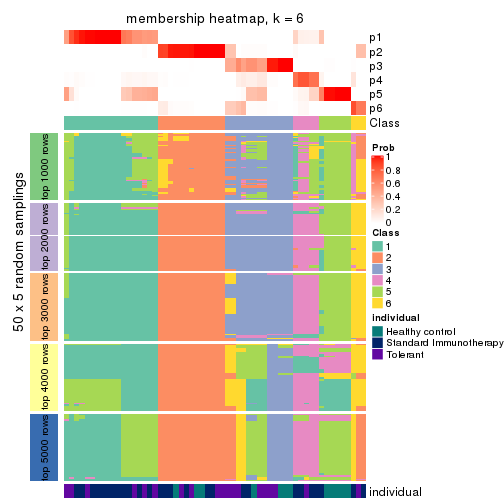 membership heatmap, k = 6
p1
p2
p3
p4
p5
p6
Class
50 x 5 random samplings
top 1000 rows
top 2000 rows
top 3000 rows
top 4000 rows
top 5000 rows
individual
Prob
1
0.8
0.6
0.4
0.2
0
Class
1
2
3
4
5
6
individual
Healthy control
Standard Immunotherapy
Tolerant